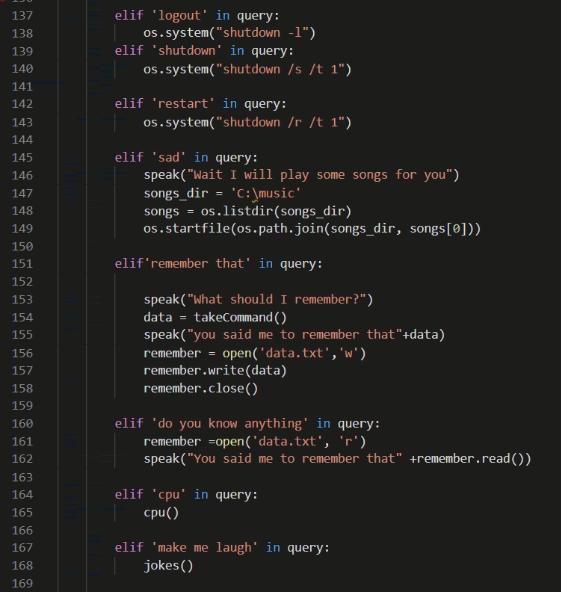 137 elif 'logout' in query:
138 os.system("shutdown -l")
139 elif 'shutdown' in query:
140 os.system("shutdown /s /t 1")
141
142 elif 'restart' in query:
143 os.system("shutdown /r /t 1")
144
145 elif 'sad' in query:
146 speak("Wait I will play some songs for you")
147 songs_dir = 'C:\music'
148 songs = os.listdir(songs_dir)
149 os.startfile(os.path.join(songs_dir, songs[0]))
150
151 elif'remember that' in query:
152
153 speak("What should I remember?")
154 data = takeCommand()
155 speak("you said me to remember that"+data)
156 remember = open('data.txt','w')
157 remember.write(data)
158 remember.close()
159
160 elif 'do you know anything' in query:
161 remember =open('data.txt', 'r')
162 speak("You said me to remember that" +remember.read())
163
164 elif 'cpu' in query:
165 cpu()
166
167 elif 'make me laugh' in query:
168 jokes()
169